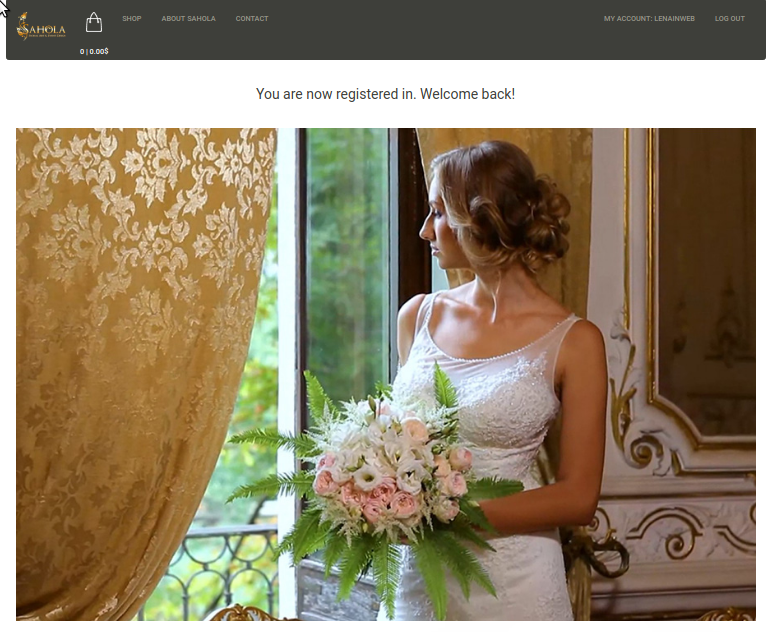 SAHOLA
SHOP
ABOUT SAHOLA
CONTACT
MY ACCOUNT: LENAINWEB
LOG OUT
0 | 0.00$
You are now registered in. Welcome back!